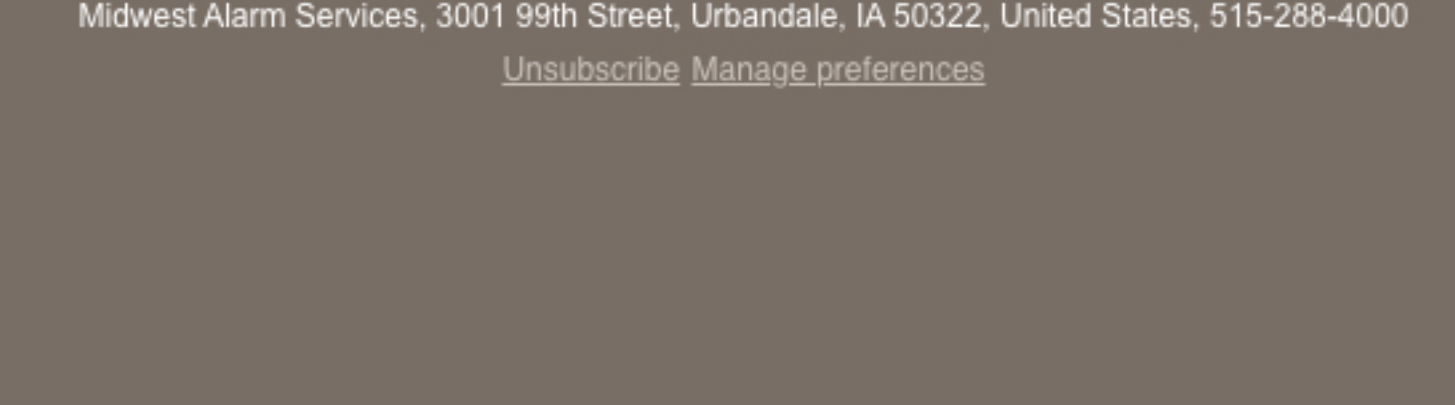 Midwest Alarm Services, 3001 99th Street, Urbandale, IA 50322, United States, 515-288-4000
Unsubscribe Manage preferences